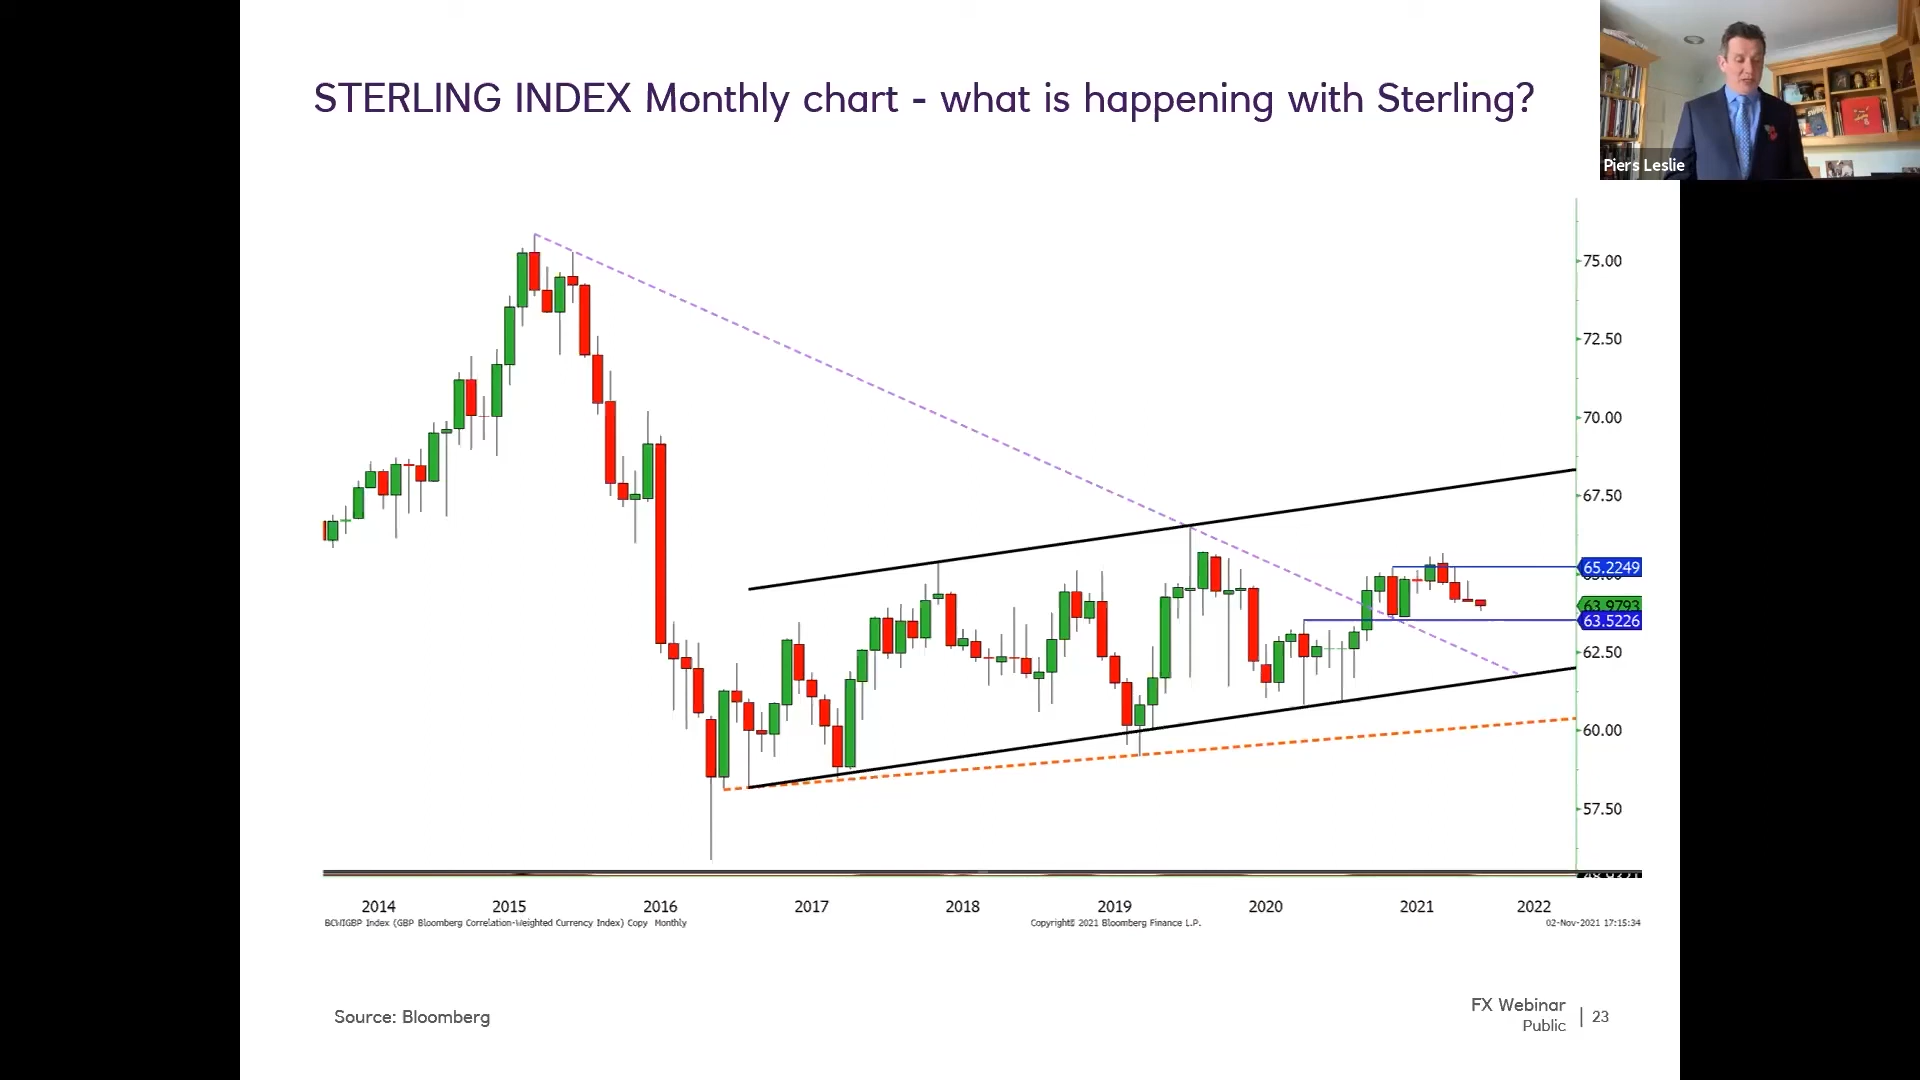 STERLING INDEX Monthly chart - what is happening with Sterling?
Piers Leslie
75.00
72.50
70.00
67.50
65.2249
63.9793
63.5226
62.50
60.00
57.50
2014 2015 2016 2017 2018 2019 2020 2021 2022
BCWIGBP Index (GBP Bloomberg Correlation-Weighted Currency Index) Copy Monthly
Copyright© 2021 Bloomberg Finance L.P.
02-Nov-2021 17:15:34
Source: Bloomberg
FX Webinar
Public
23